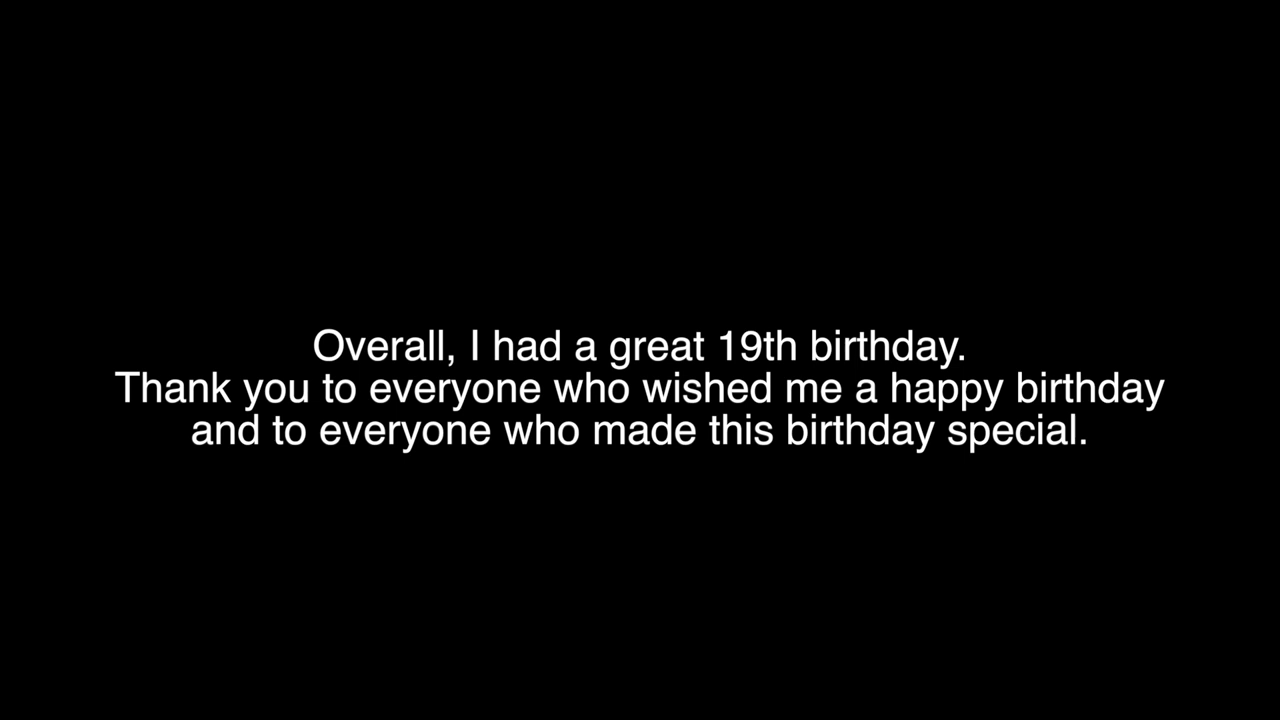 Overall, I had a great 19th birthday.
Thank you to everyone who wished me a happy birthday
and to everyone who made this birthday special.